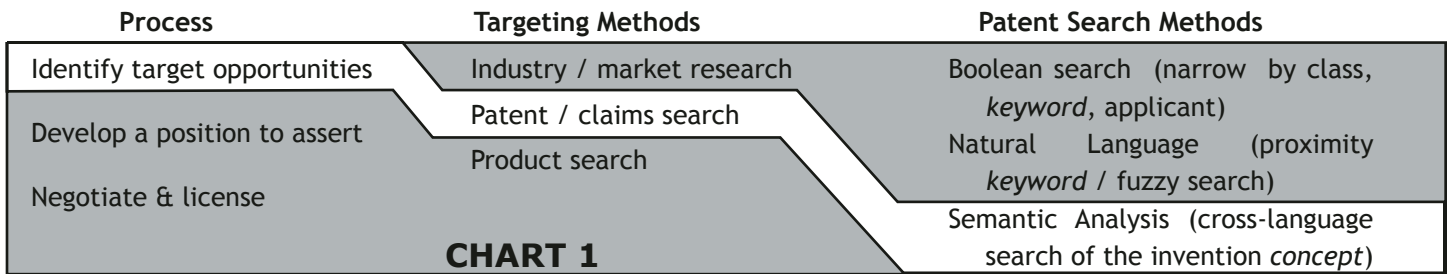 Process
Targeting Methods
Patent Search Methods
Identify target opportunities
Develop a position to assert
Negotiate & license
Industry / market research
Patent / claims search
Product search
Boolean search (narrow by class,
keyword, applicant)
Natural Language (proximity
keyword / fuzzy search)
Semantic Analysis (cross-language
search of the invention concept)
CHART 1